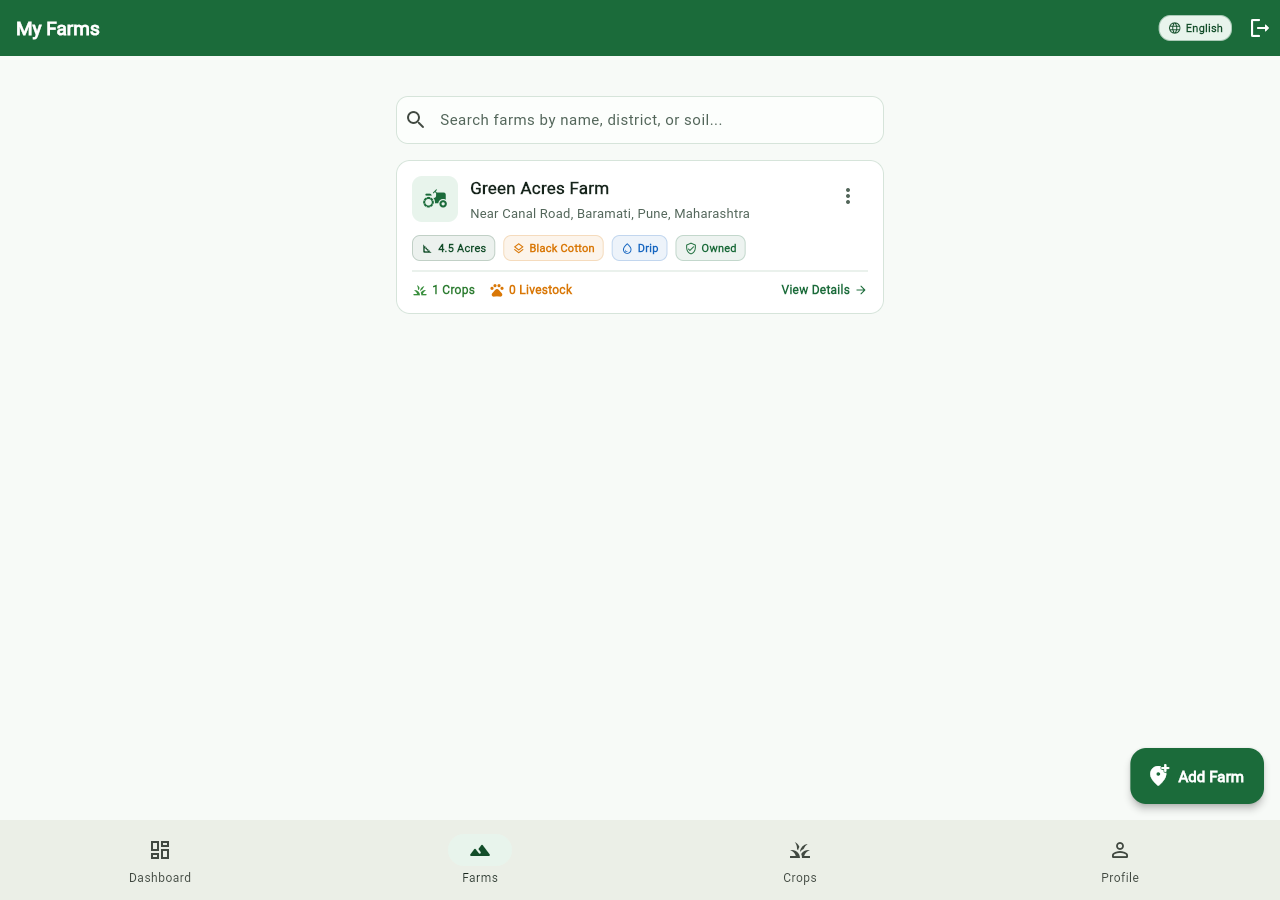 My Farms
English
Search farms by name, district, or soil...
Green Acres Farm
Near Canal Road, Baramati, Pune, Maharashtra
4.5 Acres
Black Cotton
Drip
Owned
1 Crops
0 Livestock
View Details
Add Farm
Dashboard
Farms
Crops
Profile